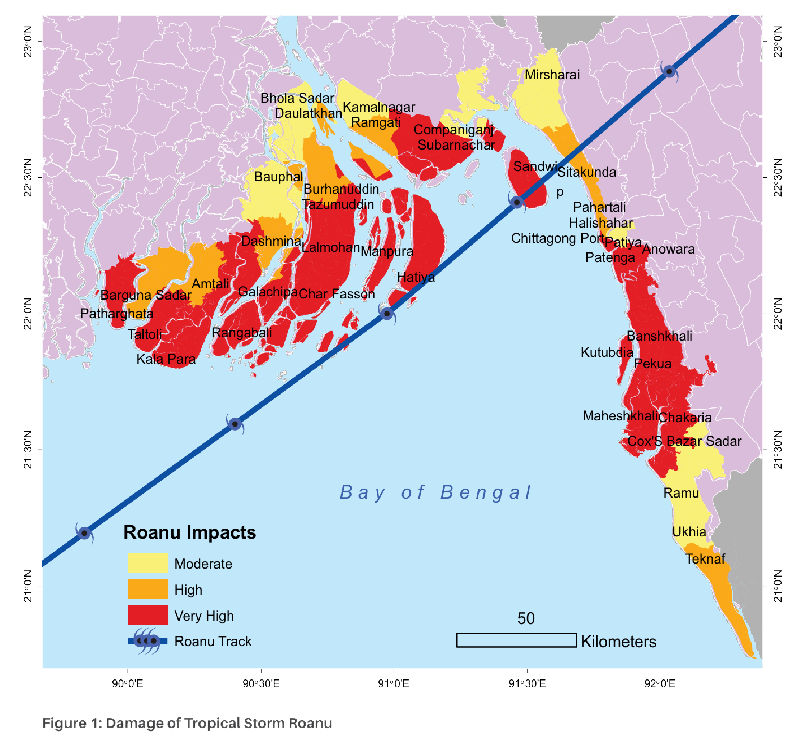 23°0'N
23°0'N
Mirsharai
Bhola Sadar
Kamalnagar
Daulatkhan
Ramgati
Companiganj
Subarnachar
22°30'N
22°30'N
Sandwi
p
Sitakunda
Bauphal
Burhanuddin
Tazumuddin
Pahartali
Halishahar
Chittagong Port
Patiya
Anowara
Patenga
Dashmina
Lalmohan
Manpura
Hatiya
Amtali
Galachipa
Char Fasson
Barguna Sadar
Patharghata
22°0'N
22°0'N
Taltoli
Rangabali
Kala Para
Banshkhali
Kutubdia
Pekua
Maheshkhali
Chakaria
Cox'S Bazar Sadar
21°30'N
21°30'N
Bay of Bengal
Ramu
Ukhia
Teknaf
21°0'N
21°0'N
Roanu Impacts
Moderate
High
Very High
Roanu Track
50
Kilometers
90°0'E
90°30'E
91°0'E
91°30'E
92°0'E
Figure 1: Damage of Tropical Storm Roanu